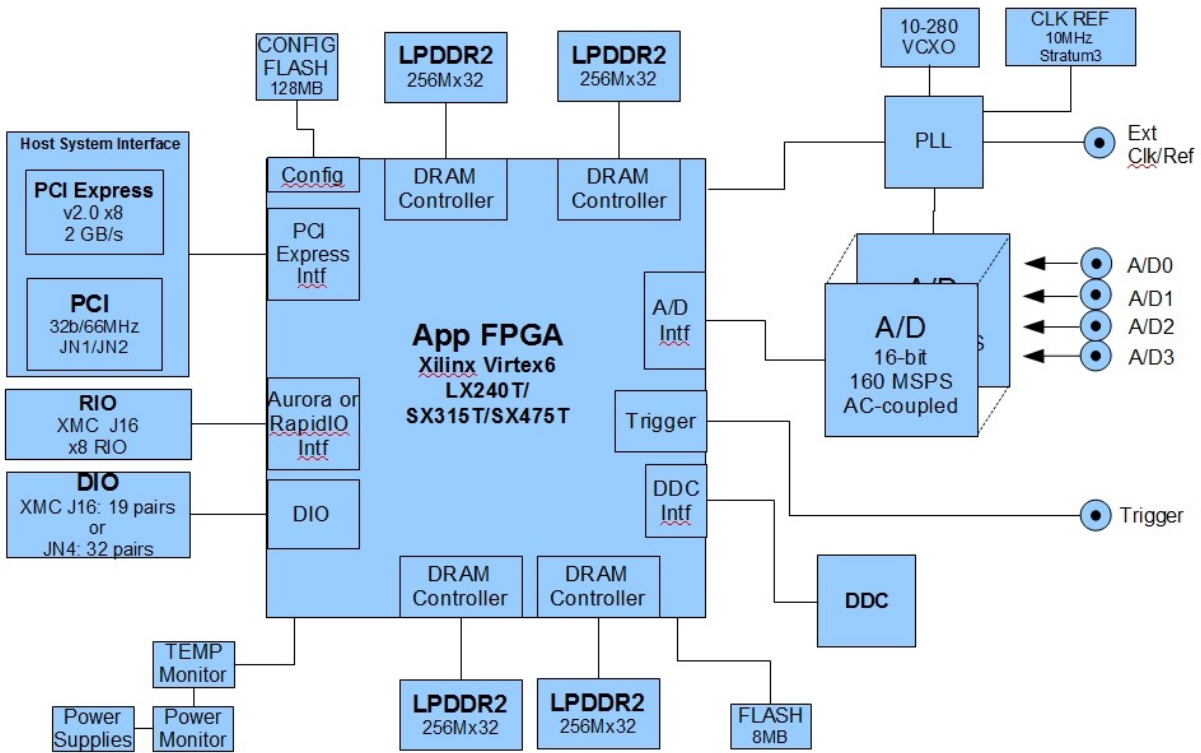 CONFIG
FLASH
128MB
LPDDR2
256Mx32
LPDDR2
256Mx32
10-280
VCXO
CLK REF
10MHz
Stratum3
PLL
Ext
Clk/Ref
Host System Interface
PCI Express
v2.0 x8
2 GB/s
PCI
32b/66MHz
JN1/JN2
RIO
XMC J16
x8 RIO
DIO
XMC J16: 19 pairs
or
JN4: 32 pairs
Config
PCI
Express
Intf
Aurora or
RapidIO
Intf
DIO
DRAM
Controller
DRAM
Controller
App FPGA
Xilinx Virtex6
LX240T/
SX315T/SX475T
A/D
Intf
Trigger
DDC
Intf
DRAM
Controller
DRAM
Controller
A/D
S
A/D
16-bit
160 MSPS
AC-coupled
A/D0
A/D1
A/D2
A/D3
Trigger
DDC
TEMP
Monitor
Power
Supplies
Power
Monitor
LPDDR2
256Mx32
LPDDR2
256Mx32
FLASH
8MB